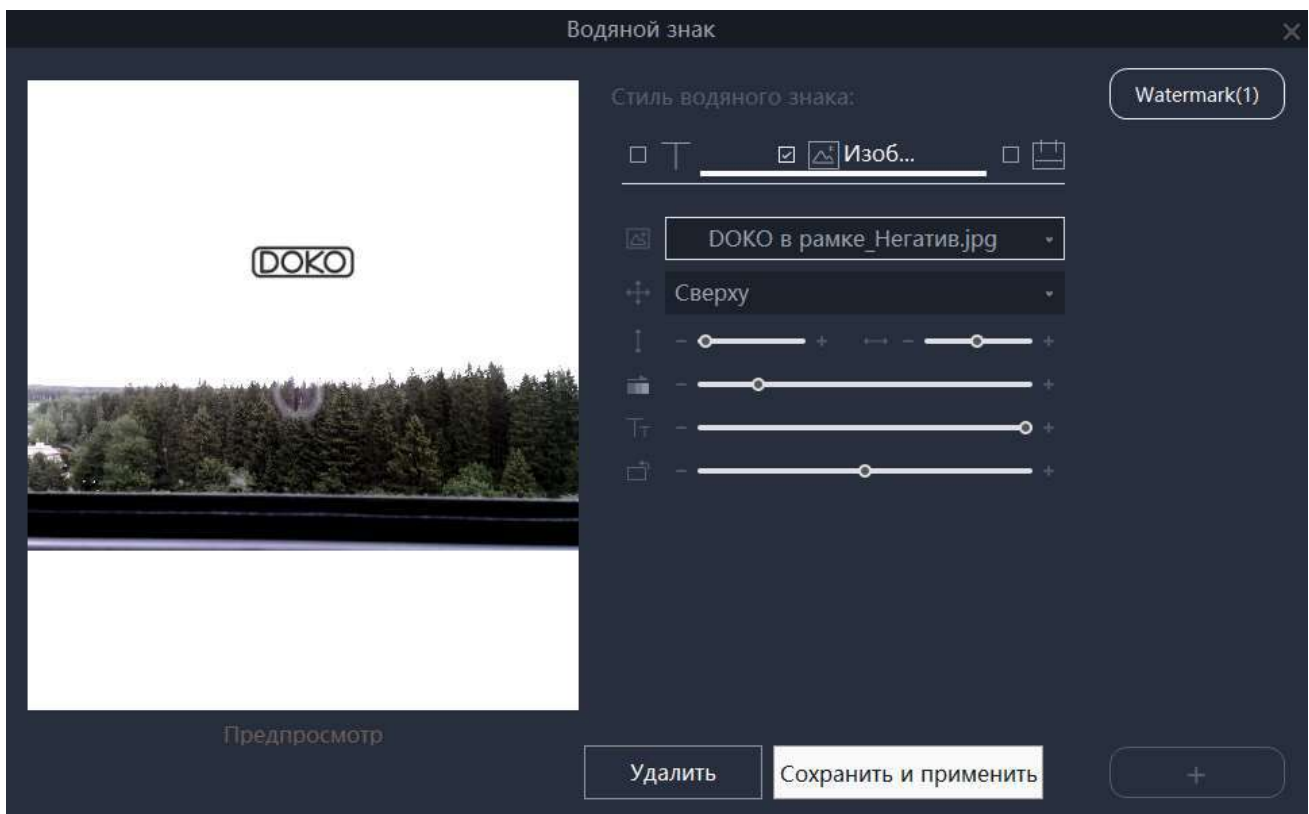 Водяной знак
Стиль водяного знака:
Watermark(1)
Изоб...
DOKO в рамке_Негатив.jpg
Сверху
DOKO
Предпросмотр
Удалить
Сохранить и применить